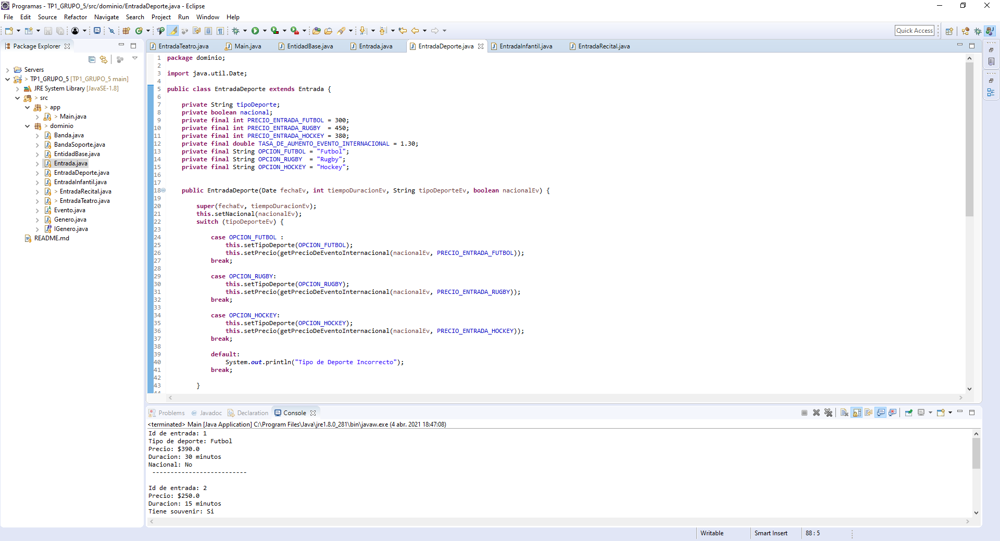 Programas - TP1_GRUPO_5/src/dominio/EntradaDeporte.java - Eclipse
File Edit Source Refactor Navigate Search Project Run Window Help
Quick Access
Package Explorer
Servers
> TP1_GRUPO_5 [TP1_GRUPO_5 main]
JRE System Library [JavaSE-1.8]
> src
> app
> Main.java
> dominio
Banda.java
BandaSoporte.java
EntidadBase.java
Entrada.java
EntradaDeporte.java
EntradaInfantil.java
> EntradaRecital.java
> EntradaTeatro.java
Evento.java
Genero.java
IGenero.java
README.md
EntradaTeatro.java Main.java EntidadBase.java Entrada.java EntradaDeporte.java EntradaInfantil.java EntradaRecital.java
1 package dominio;
2
3 import java.util.Date;
4
5 public class EntradaDeporte extends Entrada {
6
7 private String tipoDeporte;
8 private boolean nacional;
9 private final int PRECIO_ENTRADA_FUTBOL = 300;
10 private final int PRECIO_ENTRADA_RUGBY  = 450;
11 private final int PRECIO_ENTRADA_HOCKEY = 380;
12 private final double TASA_DE_AUMENTO_EVENTO_INTERNACIONAL = 1.30;
13 private final String OPCION_FUTBOL = "Futbol";
14 private final String OPCION_RUGBY  = "Rugby";
15 private final String OPCION_HOCKEY = "Hockey";
16
17
18 public EntradaDeporte(Date fechaEv, int tiempoDuracionEv, String tipoDeporteEv, boolean nacionalEv) {
19
20 super(fechaEv, tiempoDuracionEv);
21 this.setNacional(nacionalEv);
22 switch (tipoDeporteEv) {
23
24 case OPCION_FUTBOL :
25 this.setTipoDeporte(OPCION_FUTBOL);
26 this.setPrecio(getPrecioDeEventoInternacional(nacionalEv, PRECIO_ENTRADA_FUTBOL));
27 break;
28
29 case OPCION_RUGBY:
30 this.setTipoDeporte(OPCION_RUGBY);
31 this.setPrecio(getPrecioDeEventoInternacional(nacionalEv, PRECIO_ENTRADA_RUGBY));
32 break;
33
34 case OPCION_HOCKEY:
35 this.setTipoDeporte(OPCION_HOCKEY);
36 this.setPrecio(getPrecioDeEventoInternacional(nacionalEv, PRECIO_ENTRADA_HOCKEY));
37 break;
38
39 default:
40 System.out.println("Tipo de Deporte Incorrecto");
41 break;
42
43 }
44
Problems @ Javadoc Declaration Console
<terminated> Main [Java Application] C:\Program Files\Java\jre1.8.0_281\bin\javaw.exe (4 abr. 2021 18:47:08)
Id de entrada: 1
Tipo de deporte: Futbol
Precio: $390.0
Duracion: 30 minutos
Nacional: No
--------------------------
Id de entrada: 2
Precio: $250.0
Duracion: 15 minutos
Tiene souvenir: Si
Writable Smart Insert 88 : 5